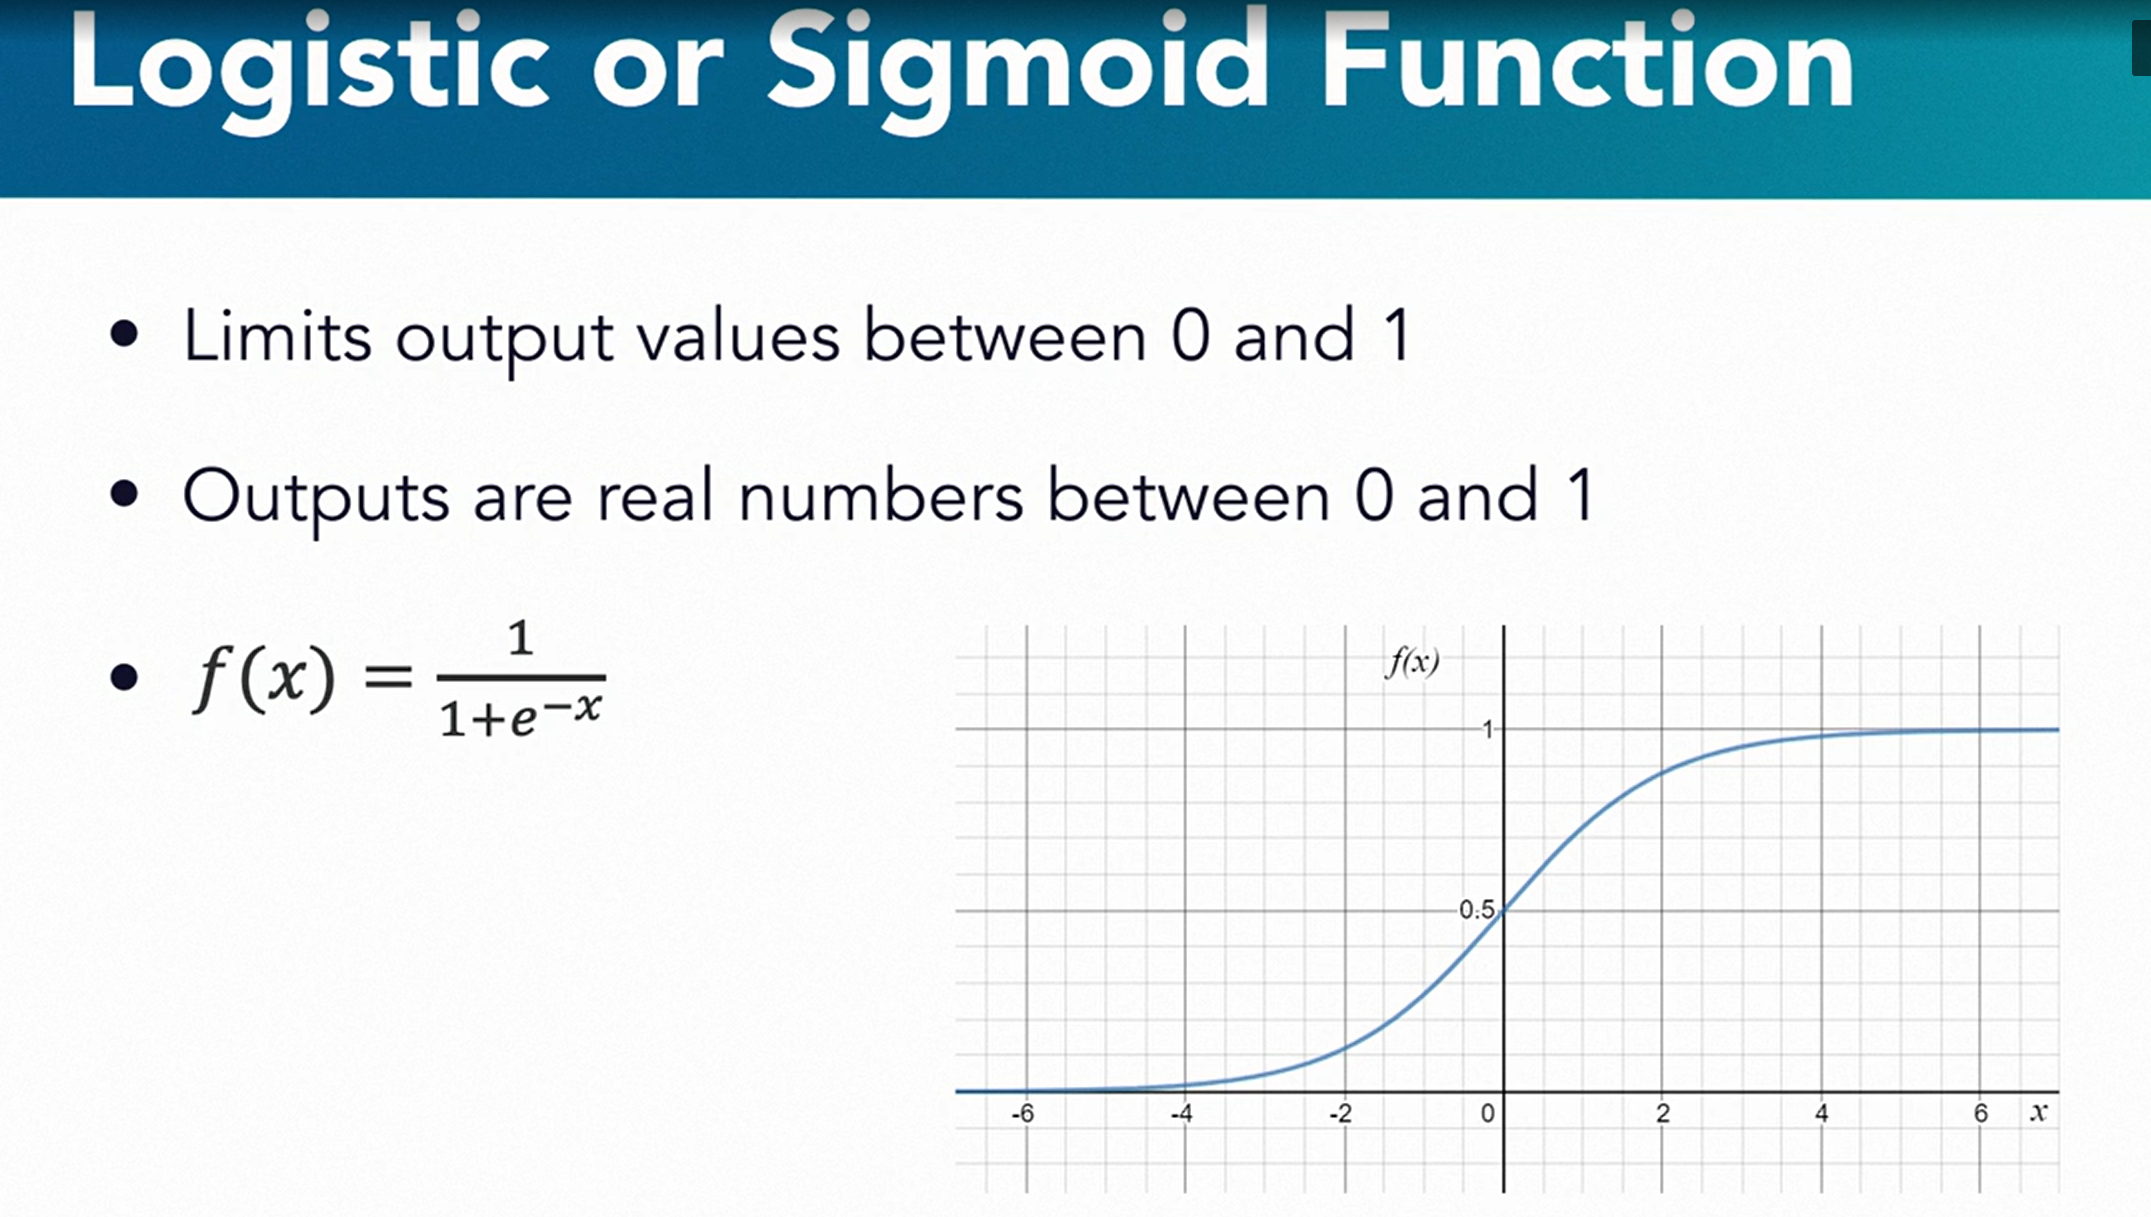 Logistic or Sigmoid Function
• Limits output values between 0 and 1
• Outputs are real numbers between 0 and 1
• f(x) = 1/(1+e^−x)
f(x)
1
0.5
-6 -4 -2 0 2 4 6 x